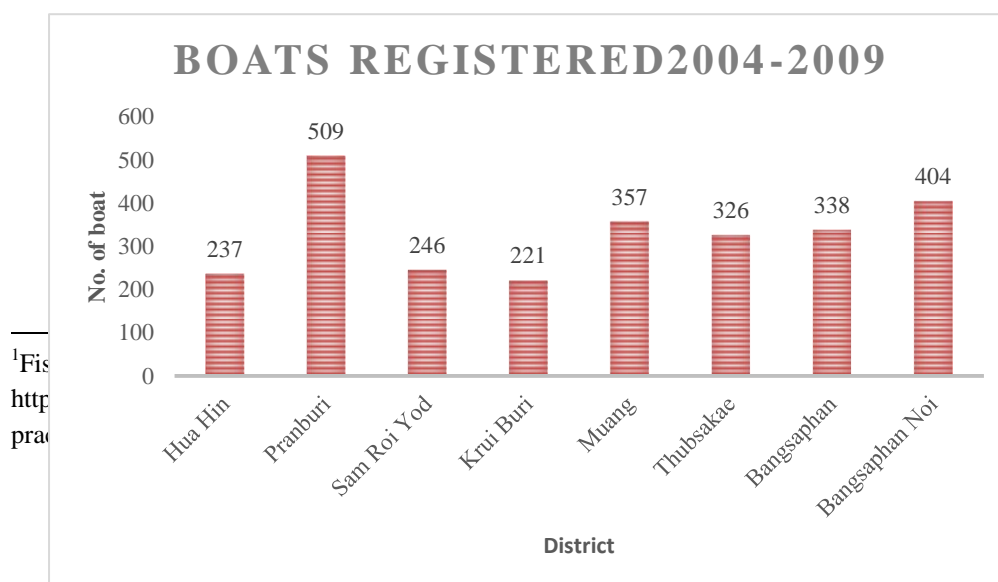 BOATS REGISTERED2004-2009
No. of boat
600
500
400
300
200
100
0
237
509
246
221
357
326
338
404
Hua Hin
Pranburi
Sam Roi Yod
Krui Buri
Muang
Thubsakae
Bangsaphan
Bangsaphan Noi
District
1